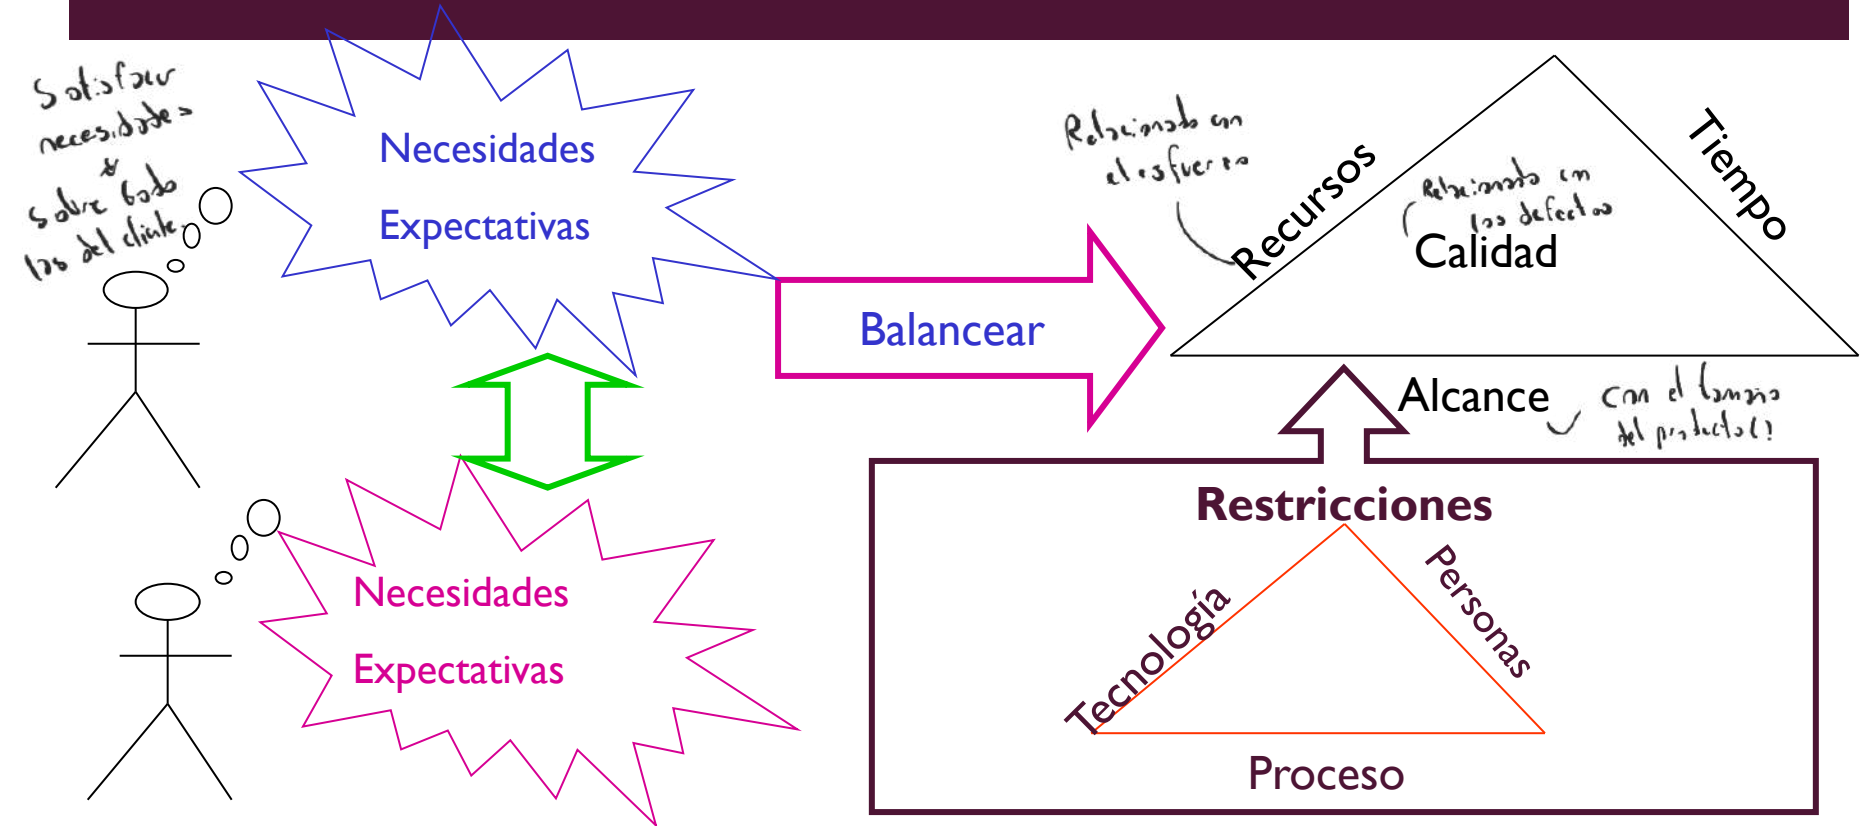 Satisfacer
necesidades
sobre todo
las del cliente.
Necesidades
Expectativas
Necesidades
Expectativas
Balancear
Relacionado con
el esfuerzo
Recursos
Tiempo
Relacionado con
los defectos
Calidad
Alcance
Con el tamaño
del producto(?
Restricciones
Tecnología
Personas
Proceso